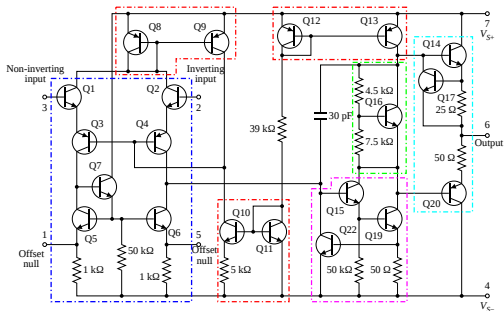 Q8
Q9
Q12
Q13
7
V_S+
Q14
Non-inverting
input
Inverting
input
Q1
Q2
3
2
4.5 kΩ
Q16
Q17
25 Ω
30 pF
39 kΩ
6
Output
Q3
Q4
7.5 kΩ
50 Ω
Q7
Q15
Q20
Q10
Q11
Q22
Q19
1
Offset
null
Q5
Q6
5
Offset
null
50 kΩ
1 kΩ
1 kΩ
5 kΩ
50 kΩ
50 Ω
4
V_S−